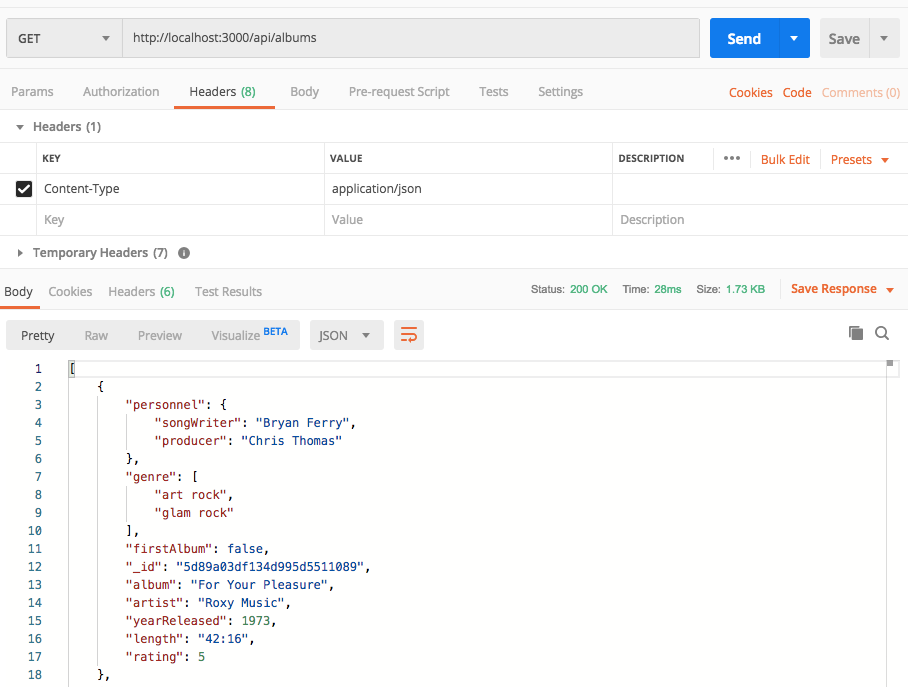 GET http://localhost:3000/api/albums Send Save
Params Authorization Headers (8) Body Pre-request Script Tests Settings Cookies Code Comments (0)
Headers (1)
KEY VALUE DESCRIPTION ••• Bulk Edit Presets
Content-Type application/json
Key Value Description
Temporary Headers (7) i
Body Cookies Headers (6) Test Results Status: 200 OK Time: 28ms Size: 1.73 KB Save Response
Pretty Raw Preview Visualize BETA JSON
1 [
2 {
3 "personnel": {
4 "songWriter": "Bryan Ferry",
5 "producer": "Chris Thomas"
6 },
7 "genre": [
8 "art rock",
9 "glam rock"
10 ],
11 "firstAlbum": false,
12 "_id": "5d89a03df134d995d5511089",
13 "album": "For Your Pleasure",
14 "artist": "Roxy Music",
15 "yearReleased": 1973,
16 "length": "42:16",
17 "rating": 5
18 },